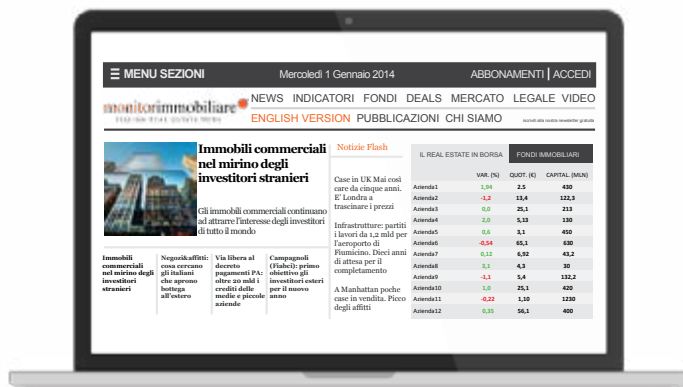 MENU SEZIONI
Mercoledì 1 Gennaio 2014
ABBONAMENTI | ACCEDI
monitorimmobiliare
ITALIAN REAL ESTATE NEWS
NEWS INDICATORI FONDI DEALS MERCATO LEGALE VIDEO
ENGLISH VERSION PUBBLICAZIONI CHI SIAMO
iscriviti alla nostra newsletter gratuita
Immobili commerciali
nel mirino degli
investitori stranieri
Gli immobili commerciali continuano
ad attrarre l'interesse degli investitori
di tutto il mondo
Immobili
commerciali
nel mirino degli
investitori
stranieri
Negozi&affitti:
cosa cercano
gli italiani
che aprono
bottega
all'estero
Via libera al
decreto
pagamenti PA:
oltre 20 mld i
crediti delle
medie e piccole
aziende
Campagnoli
(Fiabci): primo
obiettivo gli
investitori esteri
per il nuovo
anno
Notizie Flash
Case in UK Mai così
care da cinque anni.
E' Londra a
trascinare i prezzi
Infrastrutture: partiti
i lavori da 1,2 mld per
l'aeroporto di
Fiumicino. Dieci anni
di attesa per il
completamento
A Manhattan poche
case in vendita. Picco
degli affitti
IL REAL ESTATE IN BORSA
FONDI IMMOBILIARI
VAR. (%) QUOT. (€) CAPITAL. (MLN)
Azienda1 1,94 2.5 430
Azienda2 -1,2 13,4 122,3
Azienda3 0,0 25,1 213
Azienda4 2,0 5,13 130
Azienda5 0,6 3,1 450
Azienda6 -0,54 65,1 630
Azienda7 0,12 6,92 43,2
Azienda8 3,1 4,3 30
Azienda9 -1,1 5,4 132,2
Azienda10 1,0 25,1 420
Azienda11 -0,22 1,10 1230
Azienda12 0,35 56,1 400